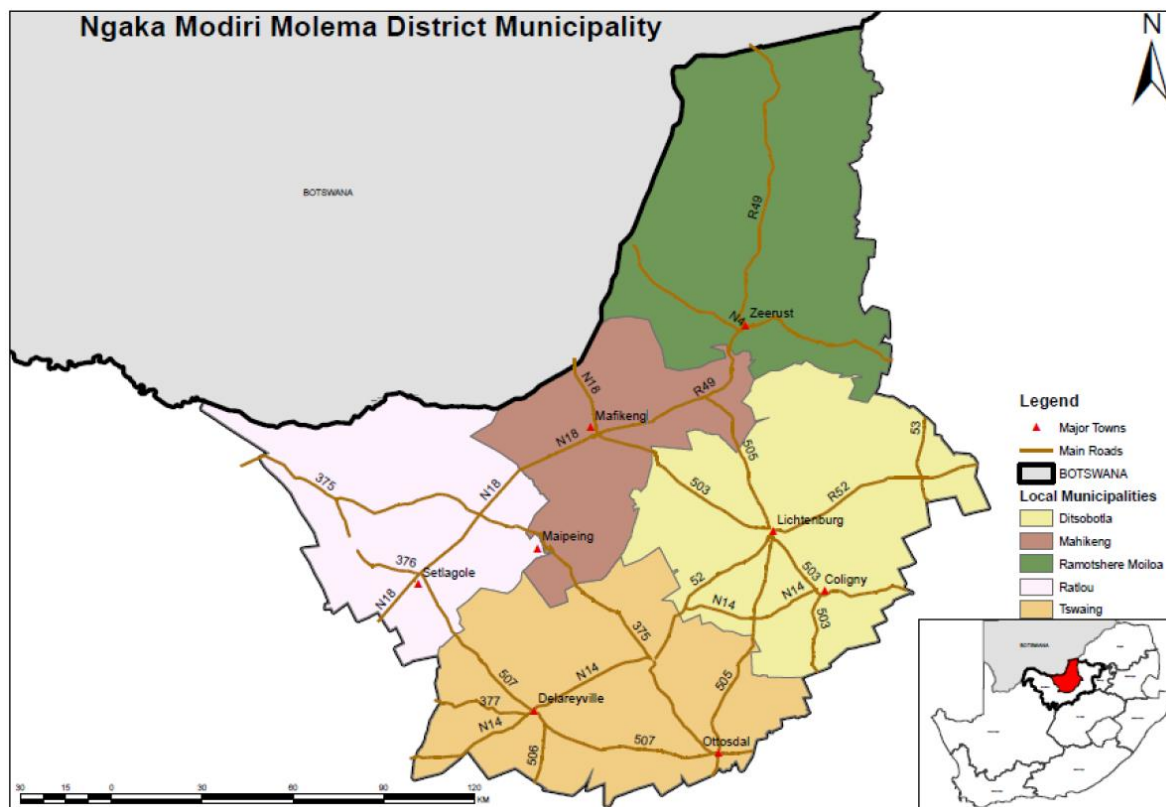 Ngaka Modiri Molema District Municipality
N
BOTSWANA
R49
N4
Zeerust
N18
R49
Mafikeng
N18
505
53
503
R52
375
N18
Lichtenburg
Maipeing
376
Setlagole
52
503
Coligny
N18
N14
N14
503
375
507
N14
505
377
Delareyville
N14
506
507
Ottosdal
Legend
Major Towns
Main Roads
BOTSWANA
Local Municipalities
Ditsobotla
Mahikeng
Ramotshere Moiloa
Ratlou
Tswaing
BOTSWANA
30 15 0 30 60 90 120
KM